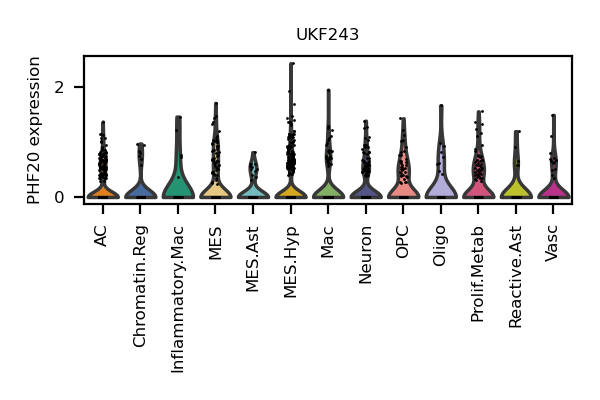 UKF243
PHF20 expression
2
0
AC
Chromatin.Reg
Inflammatory.Mac
MES
MES.Ast
MES.Hyp
Mac
Neuron
OPC
Oligo
Prolif.Metab
Reactive.Ast
Vasc